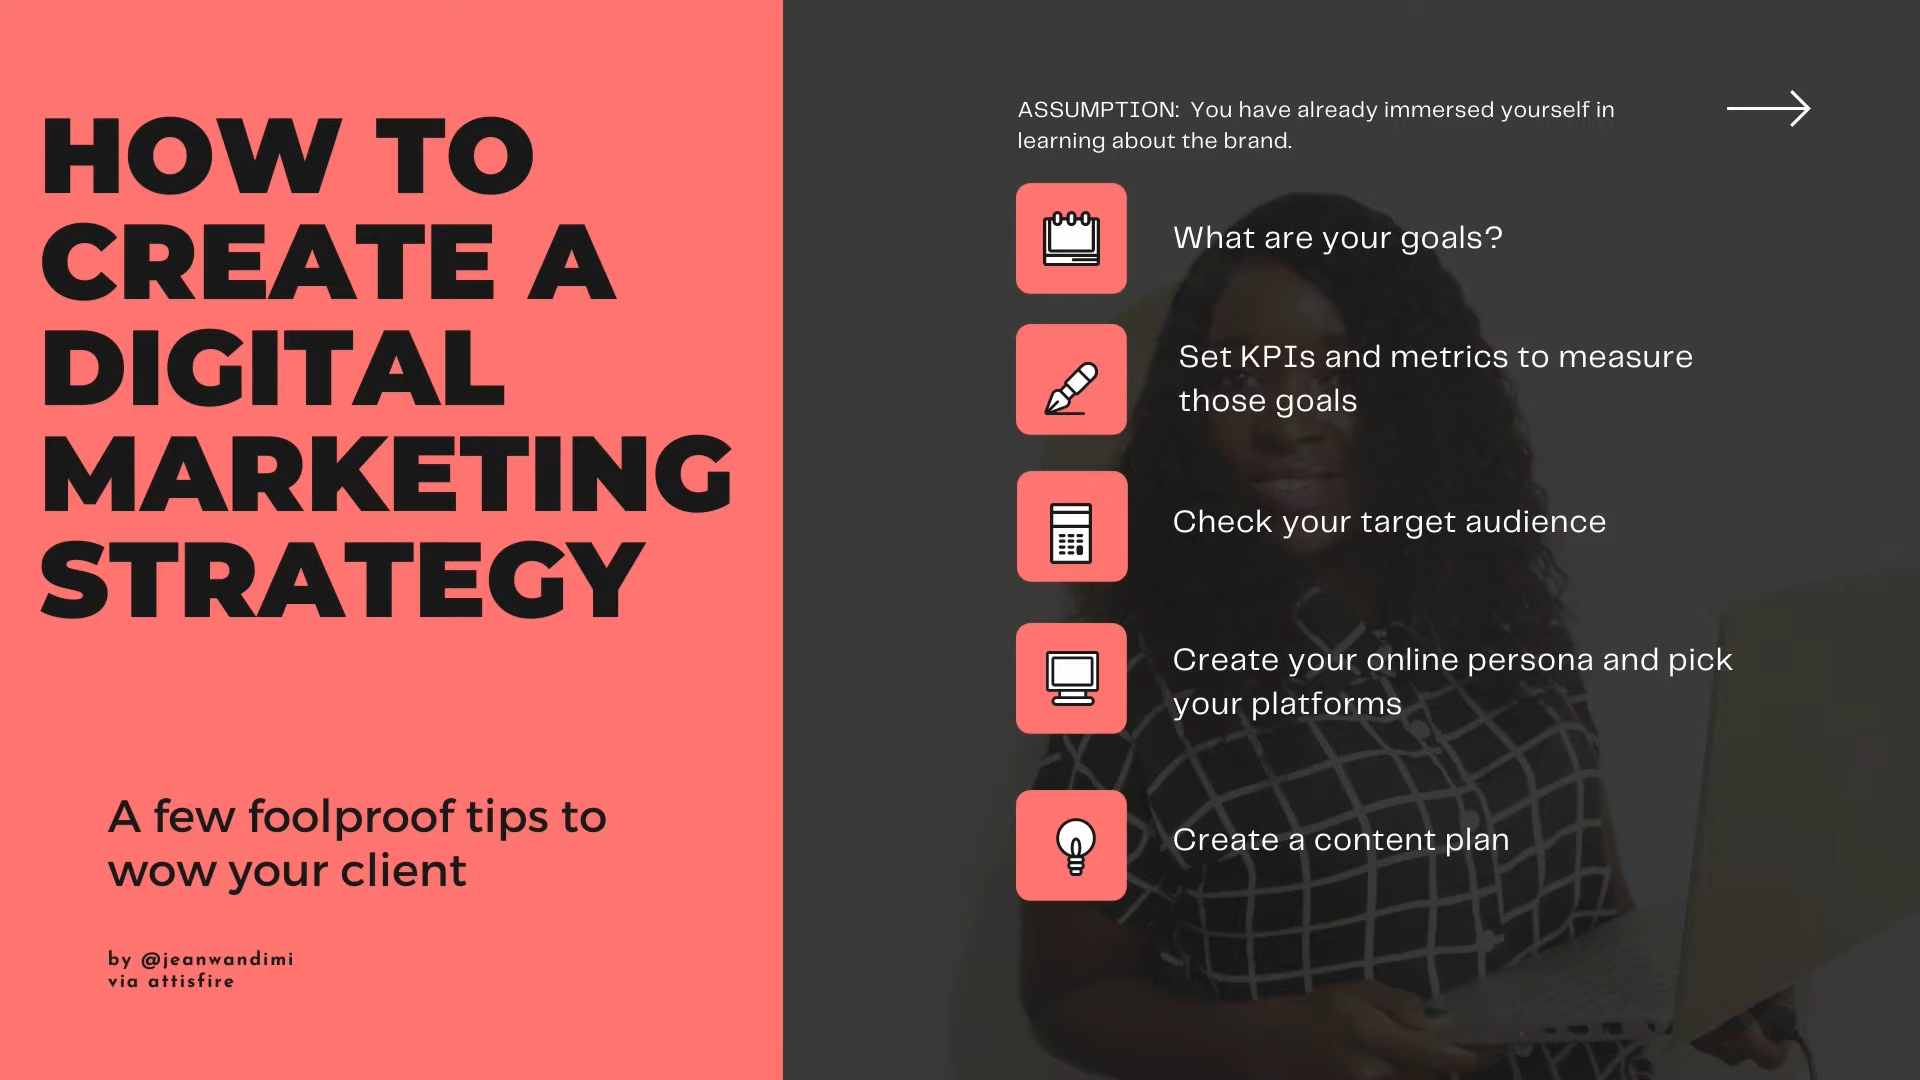 HOW TO
CREATE A
DIGITAL
MARKETING
STRATEGY
A few foolproof tips to
wow your client
by @jeanwandimi
via attisfire
ASSUMPTION: You have already immersed yourself in
learning about the brand.
What are your goals?
Set KPIs and metrics to measure
those goals
Check your target audience
Create your online persona and pick
your platforms
Create a content plan